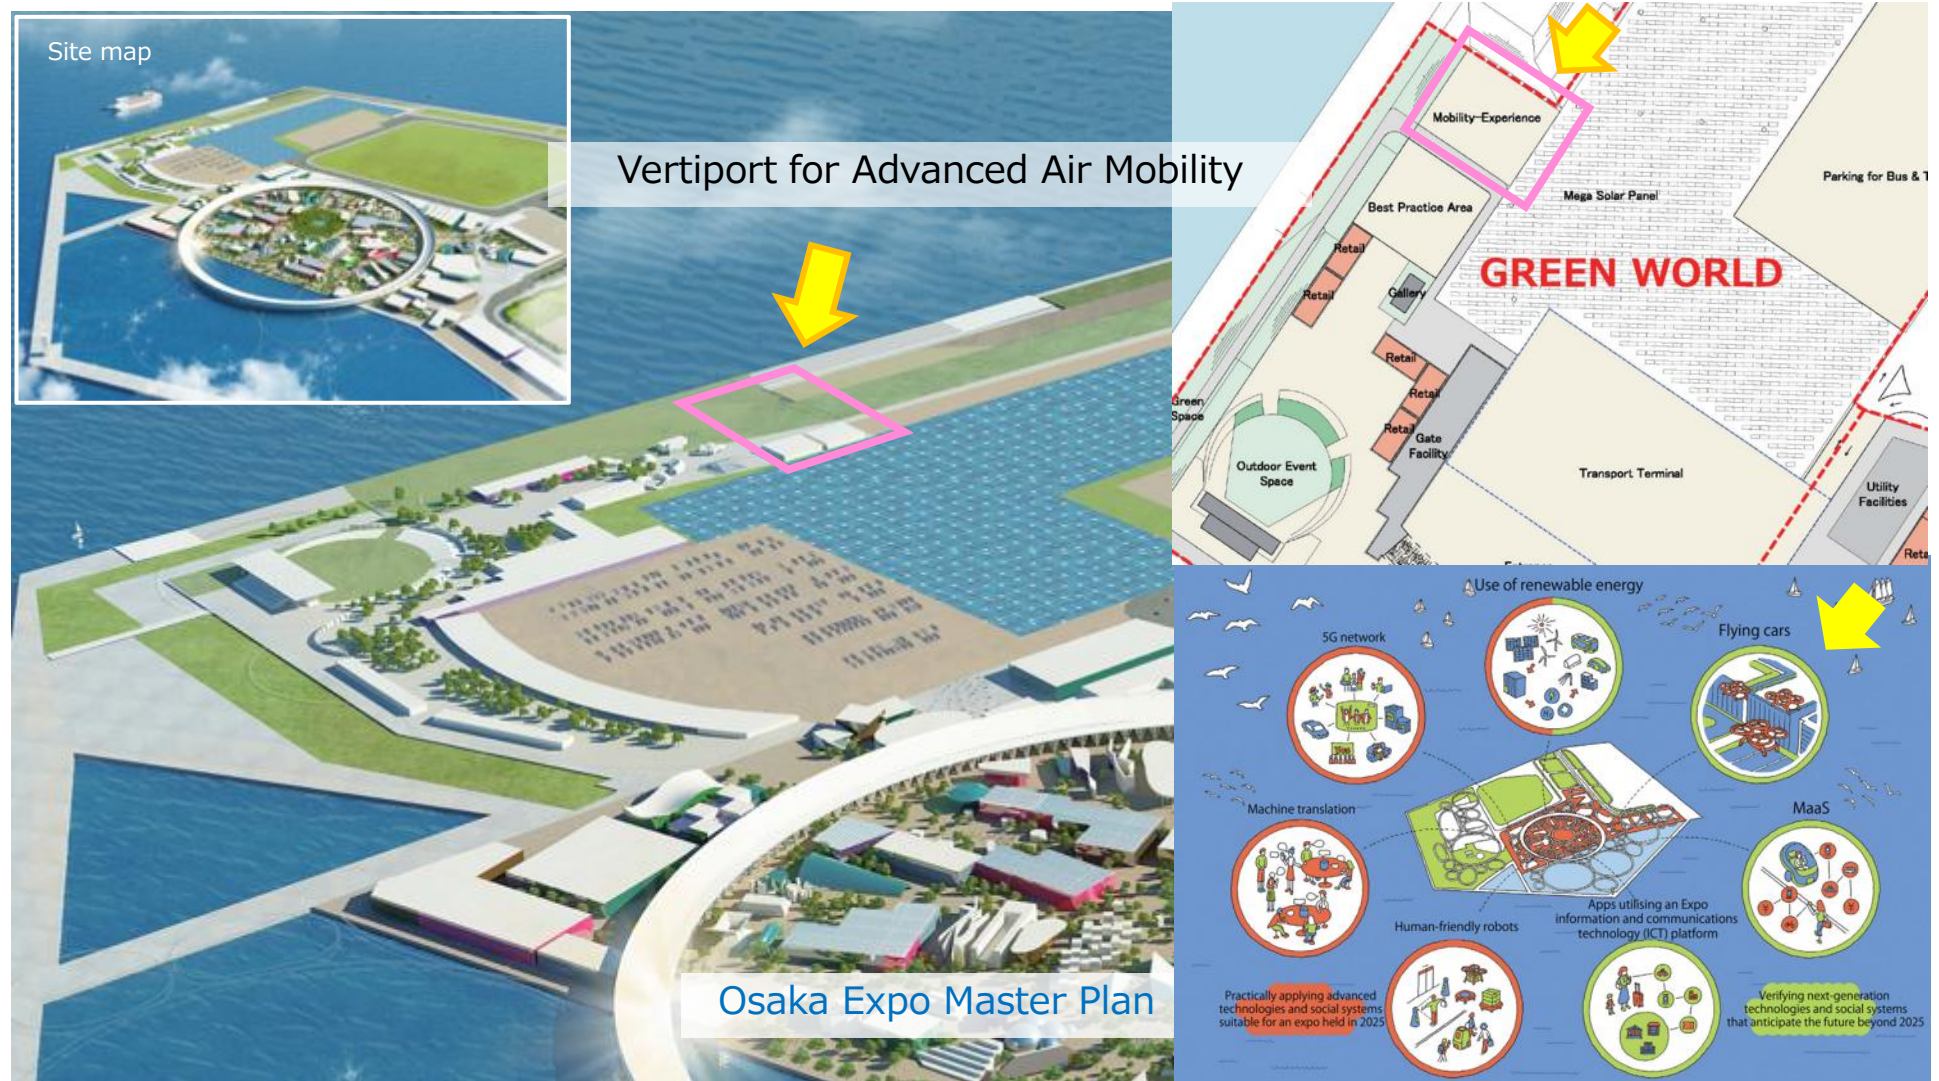 Site map
Vertiport for Advanced Air Mobility
Osaka Expo Master Plan
Mobility-Experience
Best Practice Area
Mega Solar Panel
Parking for Bus & T
GREEN WORLD
Retail
Retail
Gallery
Retail
Retail
Retail
Gate
Facility
Green
Space
Outdoor Event
Space
Transport Terminal
Utility
Facilities
Reta
Use of renewable energy
5G network
Flying cars
Machine translation
MaaS
Human-friendly robots
Apps utilising an Expo
information and communications
technology (ICT) platform
Practically applying advanced
technologies and social systems
suitable for an expo held in 2025
Verifying next-generation
technologies and social systems
that anticipate the future beyond 2025